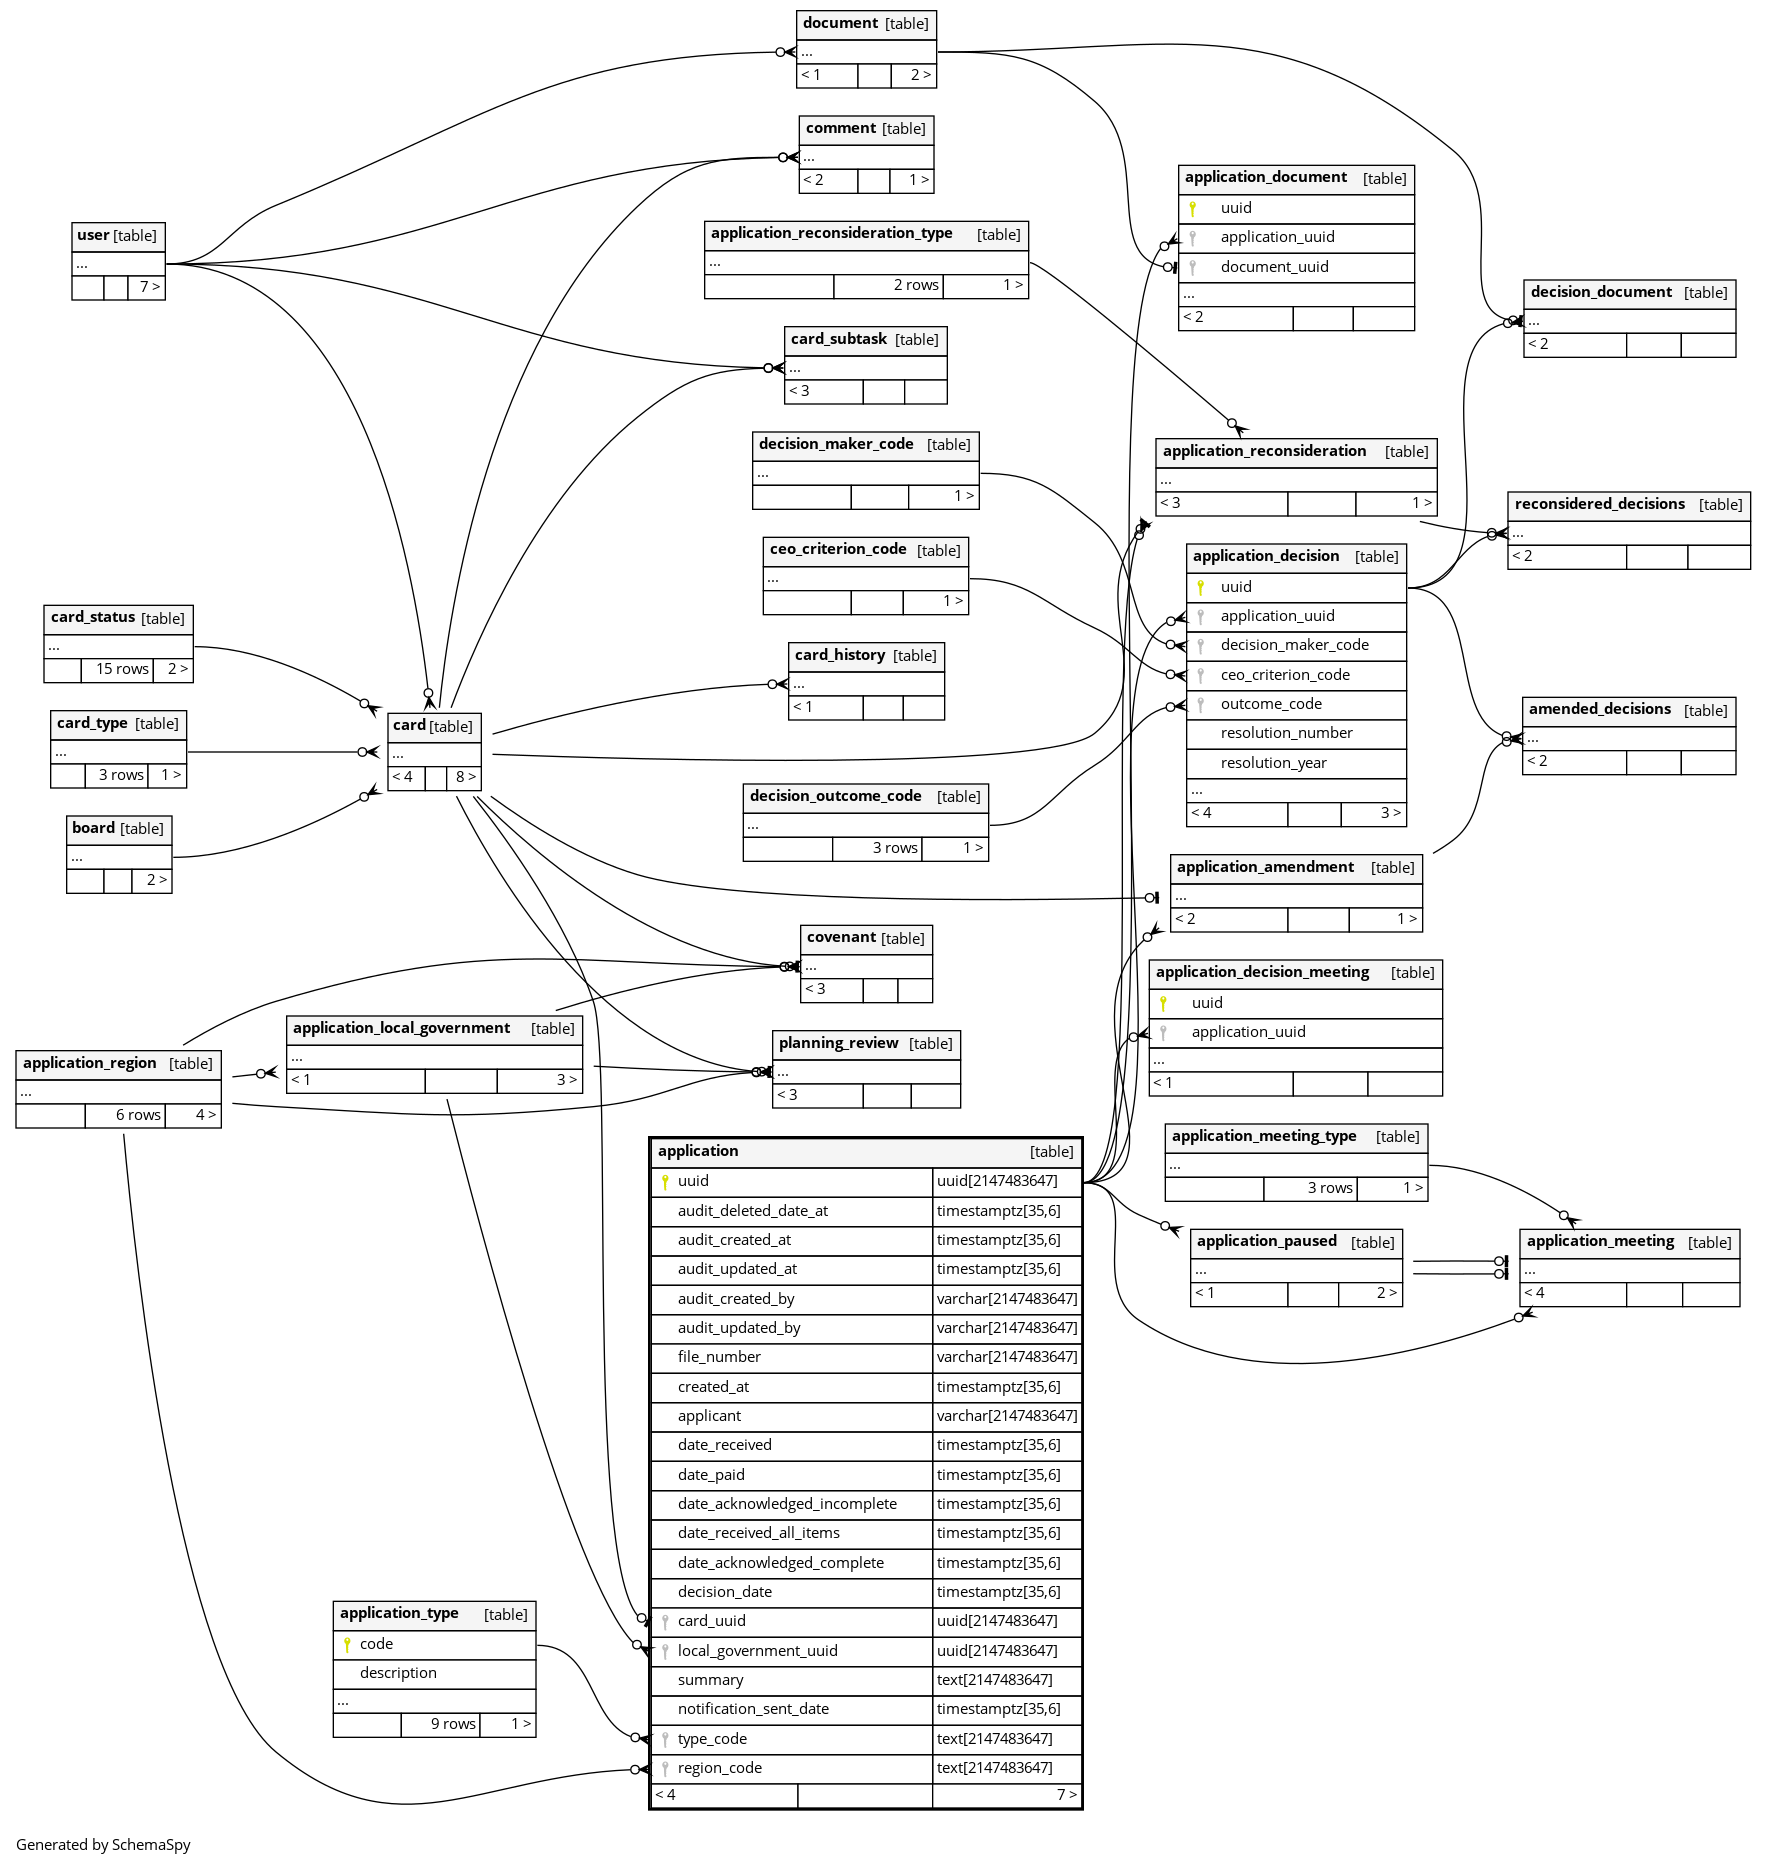 document [table]
...
< 1 2 >
comment [table]
...
< 2 1 >
application_document [table]
uuid
application_uuid
document_uuid
...
< 2
user [table]
...
7 >
application_reconsideration_type [table]
...
2 rows 1 >
decision_document [table]
...
< 2
card_subtask [table]
...
< 3
decision_maker_code [table]
...
1 >
application_reconsideration [table]
...
< 3 1 >
reconsidered_decisions [table]
...
< 2
ceo_criterion_code [table]
...
1 >
application_decision [table]
uuid
application_uuid
decision_maker_code
ceo_criterion_code
outcome_code
resolution_number
resolution_year
...
< 4 3 >
card_status [table]
...
15 rows 2 >
card_history [table]
...
< 1
card_type [table]
...
3 rows 1 >
card [table]
...
< 4 8 >
amended_decisions [table]
...
< 2
decision_outcome_code [table]
...
3 rows 1 >
board [table]
...
2 >
application_amendment [table]
...
< 2 1 >
covenant [table]
...
< 3
application_decision_meeting [table]
uuid
application_uuid
...
< 1
application_local_government [table]
...
< 1 3 >
application_region [table]
...
6 rows 4 >
planning_review [table]
...
< 3
application_meeting_type [table]
...
3 rows 1 >
application_paused [table]
...
< 1 2 >
application_meeting [table]
...
< 4
application [table]
uuid uuid[2147483647]
audit_deleted_date_at timestamptz[35,6]
audit_created_at timestamptz[35,6]
audit_updated_at timestamptz[35,6]
audit_created_by varchar[2147483647]
audit_updated_by varchar[2147483647]
file_number varchar[2147483647]
created_at timestamptz[35,6]
applicant varchar[2147483647]
date_received timestamptz[35,6]
date_paid timestamptz[35,6]
date_acknowledged_incomplete timestamptz[35,6]
date_received_all_items timestamptz[35,6]
date_acknowledged_complete timestamptz[35,6]
decision_date timestamptz[35,6]
card_uuid uuid[2147483647]
local_government_uuid uuid[2147483647]
summary text[2147483647]
notification_sent_date timestamptz[35,6]
type_code text[2147483647]
region_code text[2147483647]
< 4 7 >
application_type [table]
code
description
...
9 rows 1 >
Generated by SchemaSpy